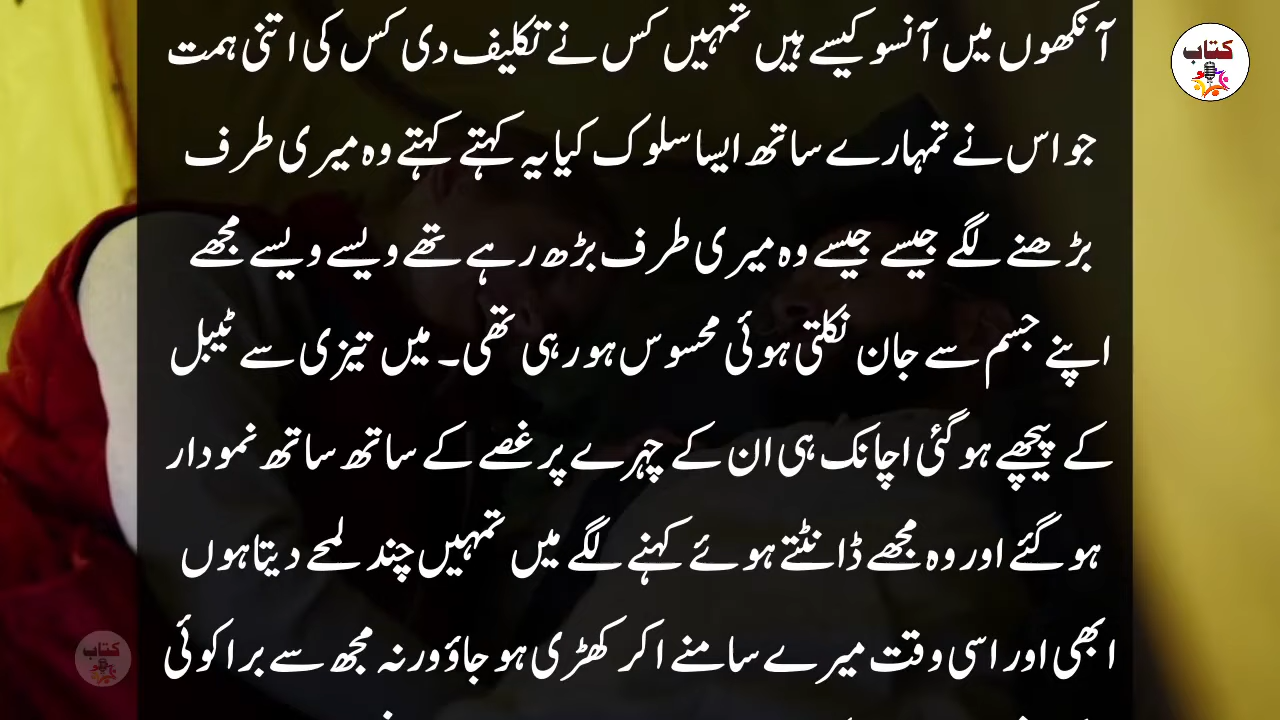 آنکھوں میں آنسو کیسے ہیں تمہیں کس نے تکلیف دی کس کی اتنی ہمت
جو اس نے تمہارے ساتھ ایسا سلوک کیا یہ کہتے کہتے وہ میری طرف
بڑھنے لگے جیسے جیسے وہ میری طرف بڑھ رہے تھے ویسے ویسے مجھے
اپنے جسم سے جان نکلتی ہوئی محسوس ہو رہی تھی۔ میں تیزی سے ٹیبل
کے پیچھے ہو گئی اچانک ہی ان کے چہرے پر غصے کے ساتھ ساتھ نمودار
ہو گئے اور وہ مجھے ڈانٹتے ہوئے کہنے لگے میں تمہیں چند لمحے دیتا ہوں
ابھی اور اسی وقت میرے سامنے اکر کھڑی ہو جاؤ ورنہ مجھ سے برا کوئی
کتاب
کتاب